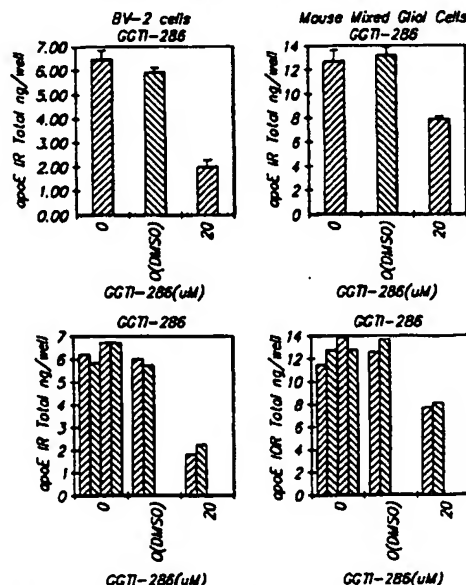 BV-2 cells
GGTI-286
apoE IR Total ng/well
7.00
6.00
5.00
4.00
3.00
2.00
1.00
0.00
0
0(DMSO)
20
GGTI-286(uM)
Mouse Mixed Glial Cells
GGTI-286
apoE IR Total ng/well
14
12
10
8
6
4
2
0
0
0(DMSO)
20
GGTI-286(uM)
GGTI-286
apoE IR Total ng/well
7
6
5
4
3
2
1
0
0
0(DMSO)
20
GGTI-286(uM)
GGTI-286
apoE IOR Total ng/well
14
12
10
8
6
4
2
0
0
0(DMSO)
20
GGTI-286(uM)